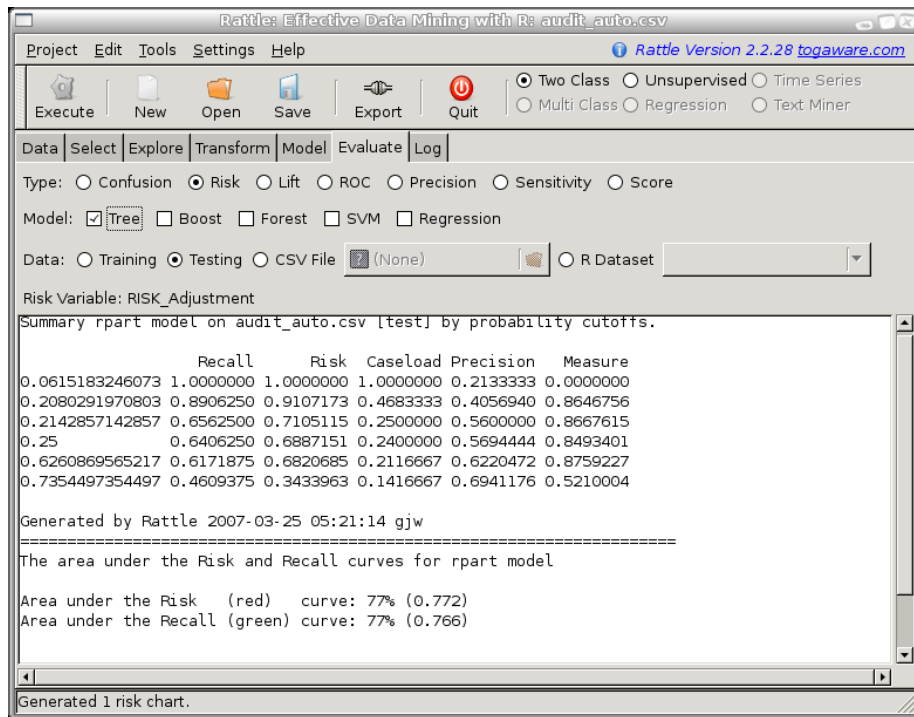 Rattle: Effective Data Mining with R: audit_auto.csv
Project Edit Tools Settings Help Rattle Version 2.2.28 togaware.com
Execute New Open Save Export Quit
Two Class Unsupervised Time Series
Multi Class Regression Text Miner
Data Select Explore Transform Model Evaluate Log
Type: Confusion Risk Lift ROC Precision Sensitivity Score
Model: Tree Boost Forest SVM Regression
Data: Training Testing CSV File (None) R Dataset
Risk Variable: RISK_Adjustment
Summary rpart model on audit_auto.csv [test] by probability cutoffs.
Recall Risk Caseload Precision Measure
0.0615183246073 1.0000000 1.0000000 1.0000000 0.2133333 0.0000000
0.2080291970803 0.8906250 0.9107173 0.4683333 0.4056940 0.8646756
0.2142857142857 0.6562500 0.7105115 0.2500000 0.5600000 0.8667615
0.25 0.6406250 0.6887151 0.2400000 0.5694444 0.8493401
0.6260869565217 0.6171875 0.6820685 0.2116667 0.6220472 0.8759227
0.7354497354497 0.4609375 0.3433963 0.1416667 0.6941176 0.5210004
Generated by Rattle 2007-03-25 05:21:14 gjw
======================================================================
The area under the Risk and Recall curves for rpart model
Area under the Risk (red) curve: 77% (0.772)
Area under the Recall (green) curve: 77% (0.766)
Generated 1 risk chart.